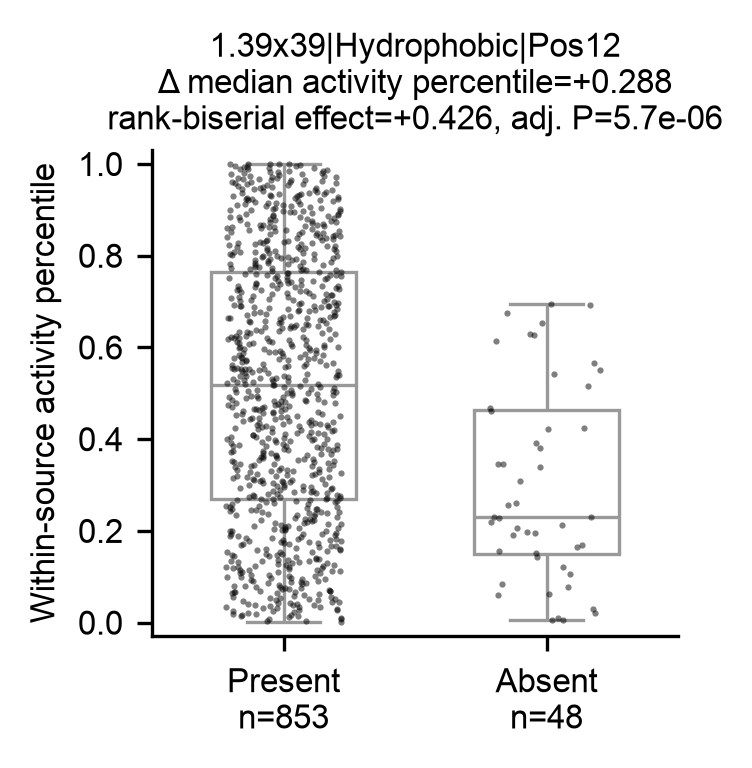 1.39x39|Hydrophobic|Pos12
Δ median activity percentile=+0.288
rank-biserial effect=+0.426, adj. P=5.7e-06
Within-source activity percentile
1.0
0.8
0.6
0.4
0.2
0.0
Present
n=853
Absent
n=48